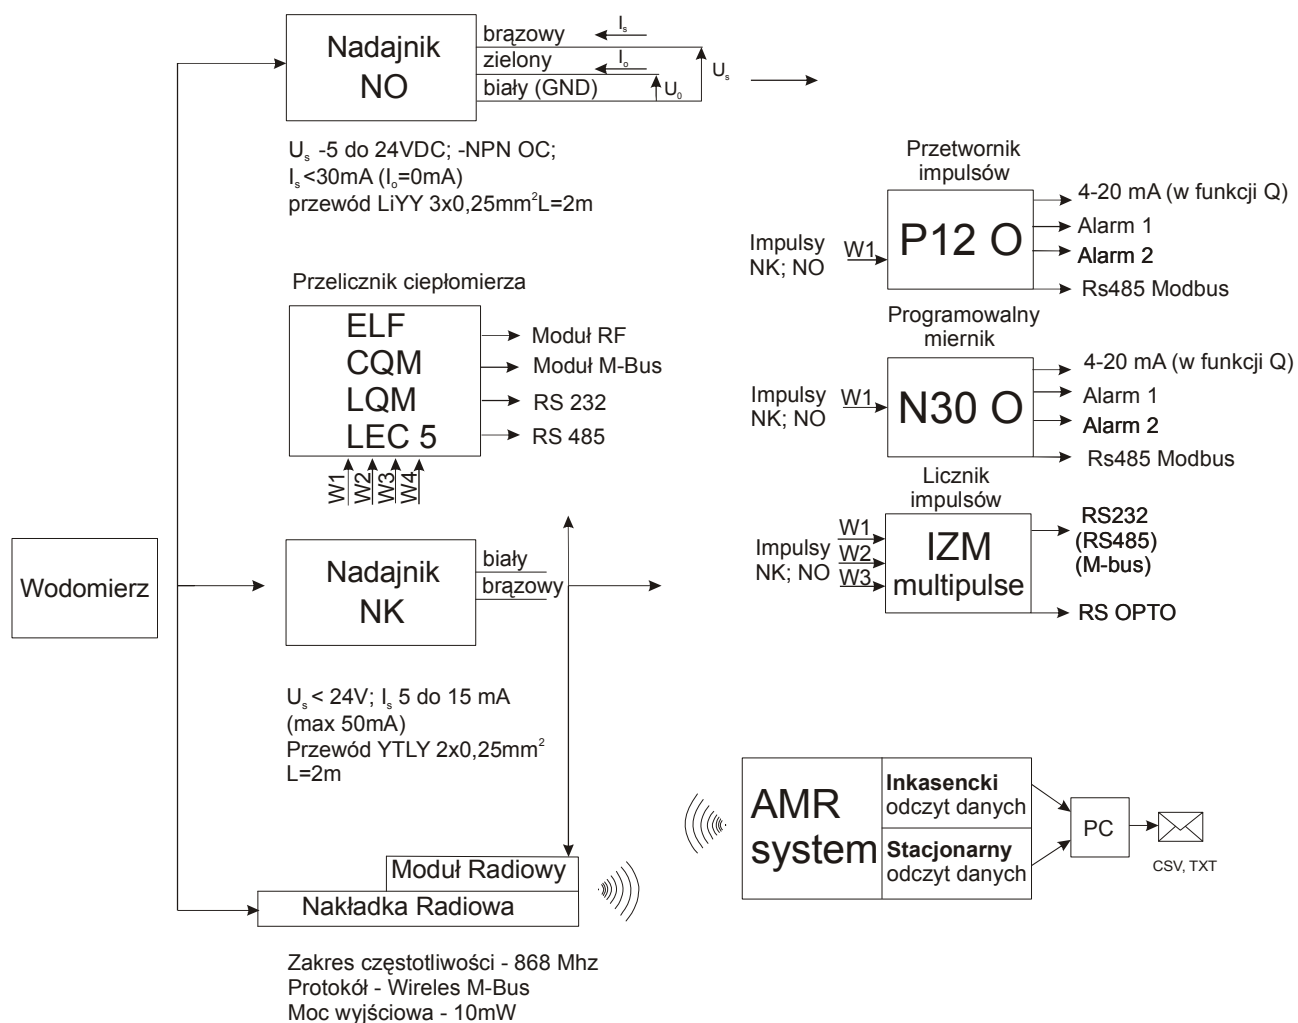 Nadajnik
NO
brązowy
zielony
biały (GND)
Is
Io
U0
Us
Us -5 do 24VDC; -NPN OC;
Is<30mA (Io=0mA)
przewód LiYY 3x0,25mm² L=2m
Przelicznik ciepłomierza
ELF
CQM
LQM
LEC 5
Moduł RF
Moduł M-Bus
RS 232
RS 485
W1
W2
W3
W4
Wodomierz
Nadajnik
NK
biały
brązowy
Us < 24V; Is 5 do 15 mA
(max 50mA)
Przewód YTLY 2x0,25mm²
L=2m
Moduł Radiowy
Nakładka Radiowa
Zakres częstotliwości - 868 Mhz
Protokół - Wireles M-Bus
Moc wyjściowa - 10mW
Przetwornik
impulsów
Impulsy
NK; NO
W1
P12 O
4-20 mA (w funkcji Q)
Alarm 1
Alarm 2
Rs485 Modbus
Programowalny
miernik
Impulsy
NK; NO
W1
N30 O
4-20 mA (w funkcji Q)
Alarm 1
Alarm 2
Rs485 Modbus
Licznik
impulsów
Impulsy
NK; NO
W1
W2
W3
IZM
multipulse
RS232
(RS485)
(M-bus)
RS OPTO
AMR
system
Inkasencki
odczyt danych
Stacjonarny
odczyt danych
PC
CSV, TXT